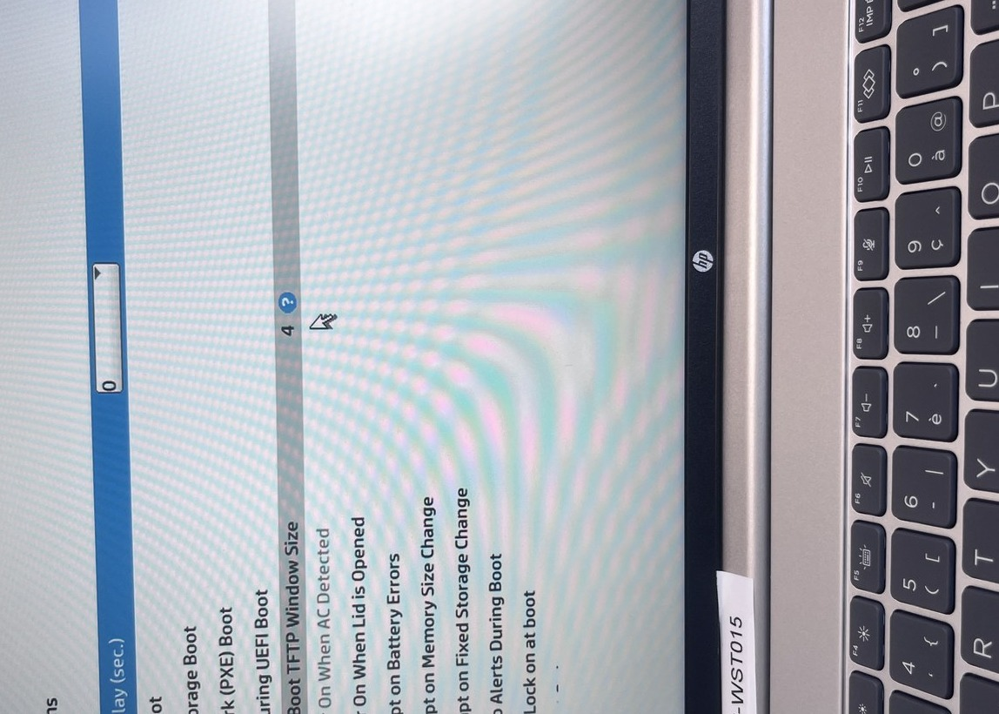 ns
lay (sec.) 0
ot
orage Boot
rk (PXE) Boot
uring UEFI Boot
Boot TFTP Window Size 4 ?
On When AC Detected
On When Lid is Opened
pt on Battery Errors
pt on Memory Size Change
pt on Fixed Storage Change
o Alerts During Boot
Lock on at boot
hp
-WST015
F4 F5 F6 F7 F8 F9 F10 F11 F12
IMP
4 5 6 7 8 9 0 ° ]
' { ( [ - | è ` _ \ ç ^ à @ )
R T Y U I O P